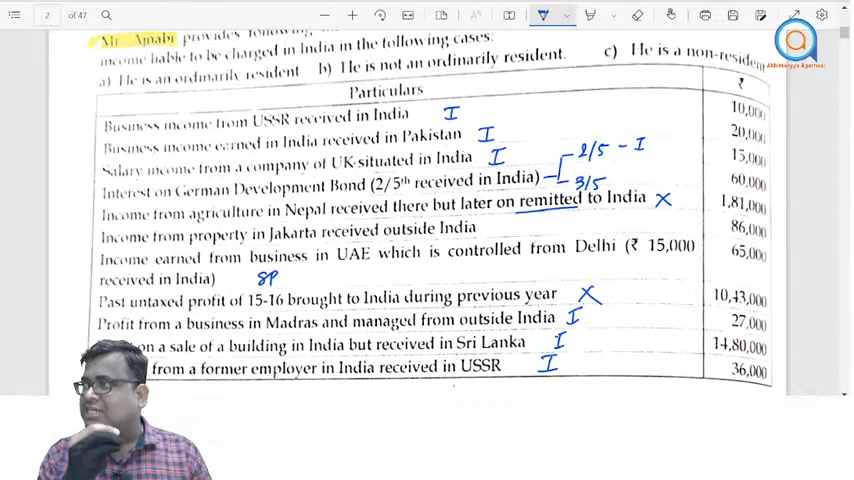 2 of 47
Mr. Ajnabi provides following
income liable to be charged in India in the following cases:
a) He is an ordinarily resident b) He is not an ordinarily resident. c) He is a non-resident
Abhimanyyu Agarrwal
Particulars ₹
Business income from USSR received in India I 10,000
Business income earned in India received in Pakistan I 20,000
Salary income from a company of UK situated in India I 15,000
Interest on German Development Bond (2/5th received in India) 2/5 - I 3/5 60,000
Income from agriculture in Nepal received there but later on remitted to India X 1,81,000
Income from property in Jakarta received outside India 86,000
Income earned from business in UAE which is controlled from Delhi (₹ 15,000 65,000
received in India) SP
Past untaxed profit of 15-16 brought to India during previous year X 10,43,000
Profit from a business in Madras and managed from outside India I 27,000
on a sale of a building in India but received in Sri Lanka I 14,80,000
from a former employer in India received in USSR I 36,000